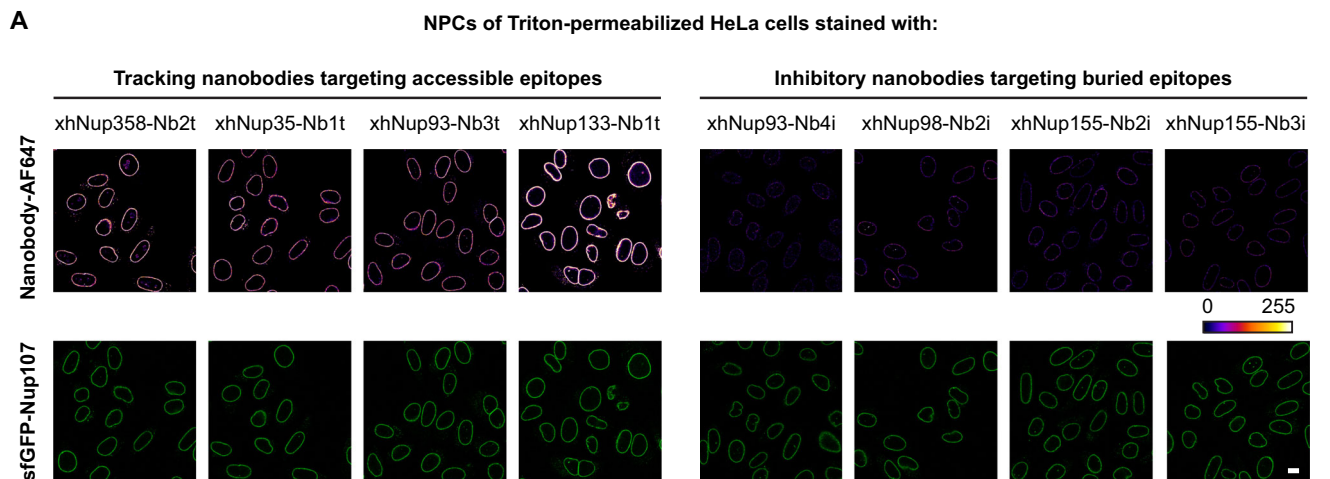 A
NPCs of Triton-permeabilized HeLa cells stained with:
Tracking nanobodies targeting accessible epitopes
Inhibitory nanobodies targeting buried epitopes
xhNup358-Nb2t xhNup35-Nb1t xhNup93-Nb3t xhNup133-Nb1t xhNup93-Nb4i xhNup98-Nb2i xhNup155-Nb2i xhNup155-Nb3i
Nanobody-AF647
0 255
sfGFP-Nup107